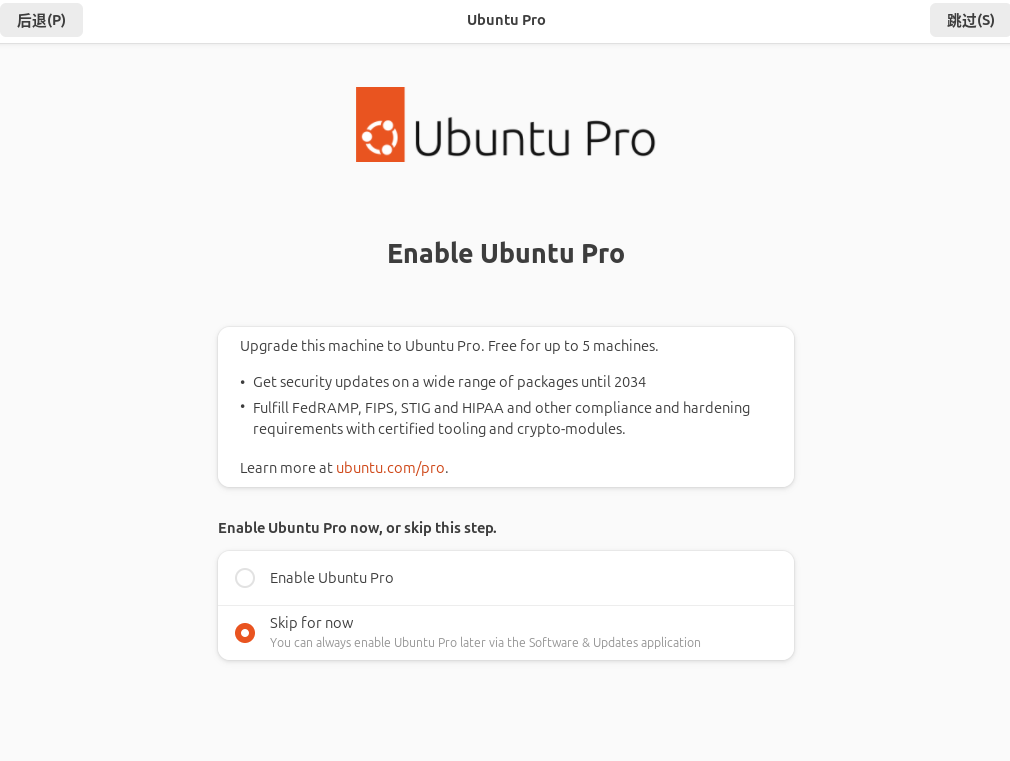 后退(P)
Ubuntu Pro
跳过(S)
Ubuntu Pro
Enable Ubuntu Pro
Upgrade this machine to Ubuntu Pro. Free for up to 5 machines.
• Get security updates on a wide range of packages until 2034
• Fulfill FedRAMP, FIPS, STIG and HIPAA and other compliance and hardening
requirements with certified tooling and crypto-modules.
Learn more at ubuntu.com/pro.
Enable Ubuntu Pro now, or skip this step.
Enable Ubuntu Pro
Skip for now
You can always enable Ubuntu Pro later via the Software & Updates application